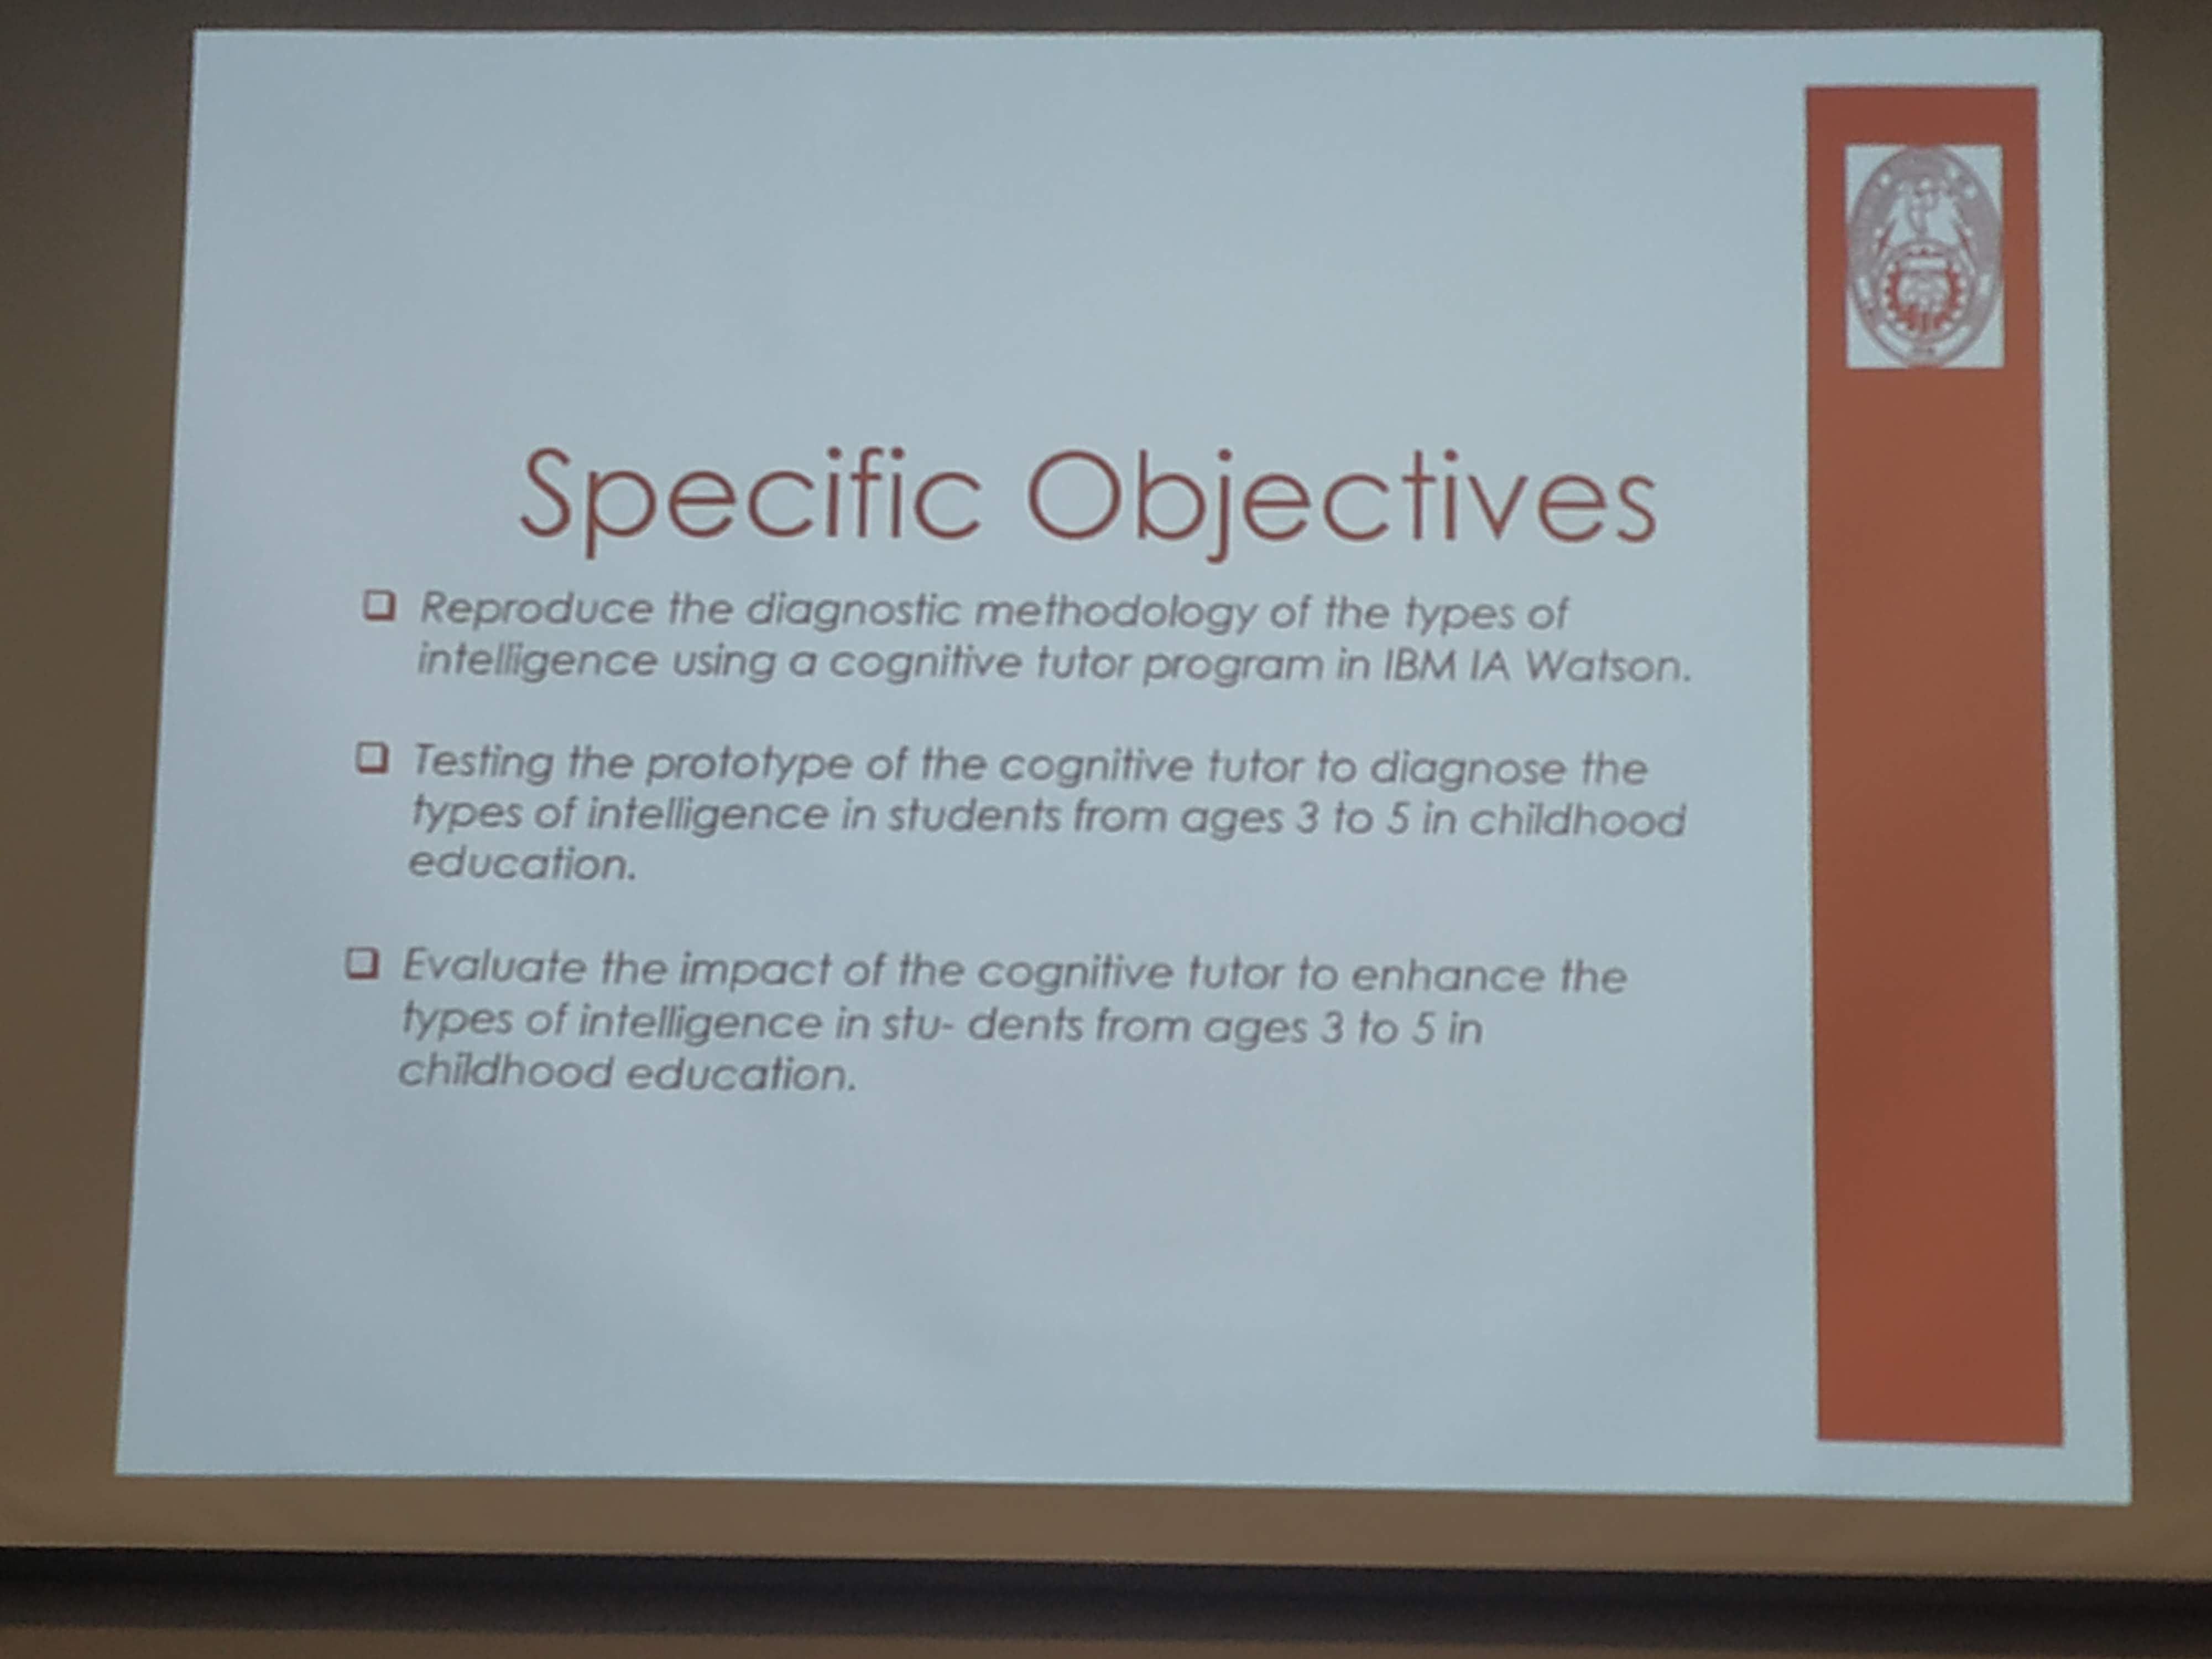 Specific Objectives
Reproduce the diagnostic methodology of the types of
intelligence using a cognitive tutor program in IBM IA Watson.
Testing the prototype of the cognitive tutor to diagnose the
types of intelligence in students from ages 3 to 5 in childhood
education.
Evaluate the impact of the cognitive tutor to enhance the
types of intelligence in stu- dents from ages 3 to 5 in
childhood education.